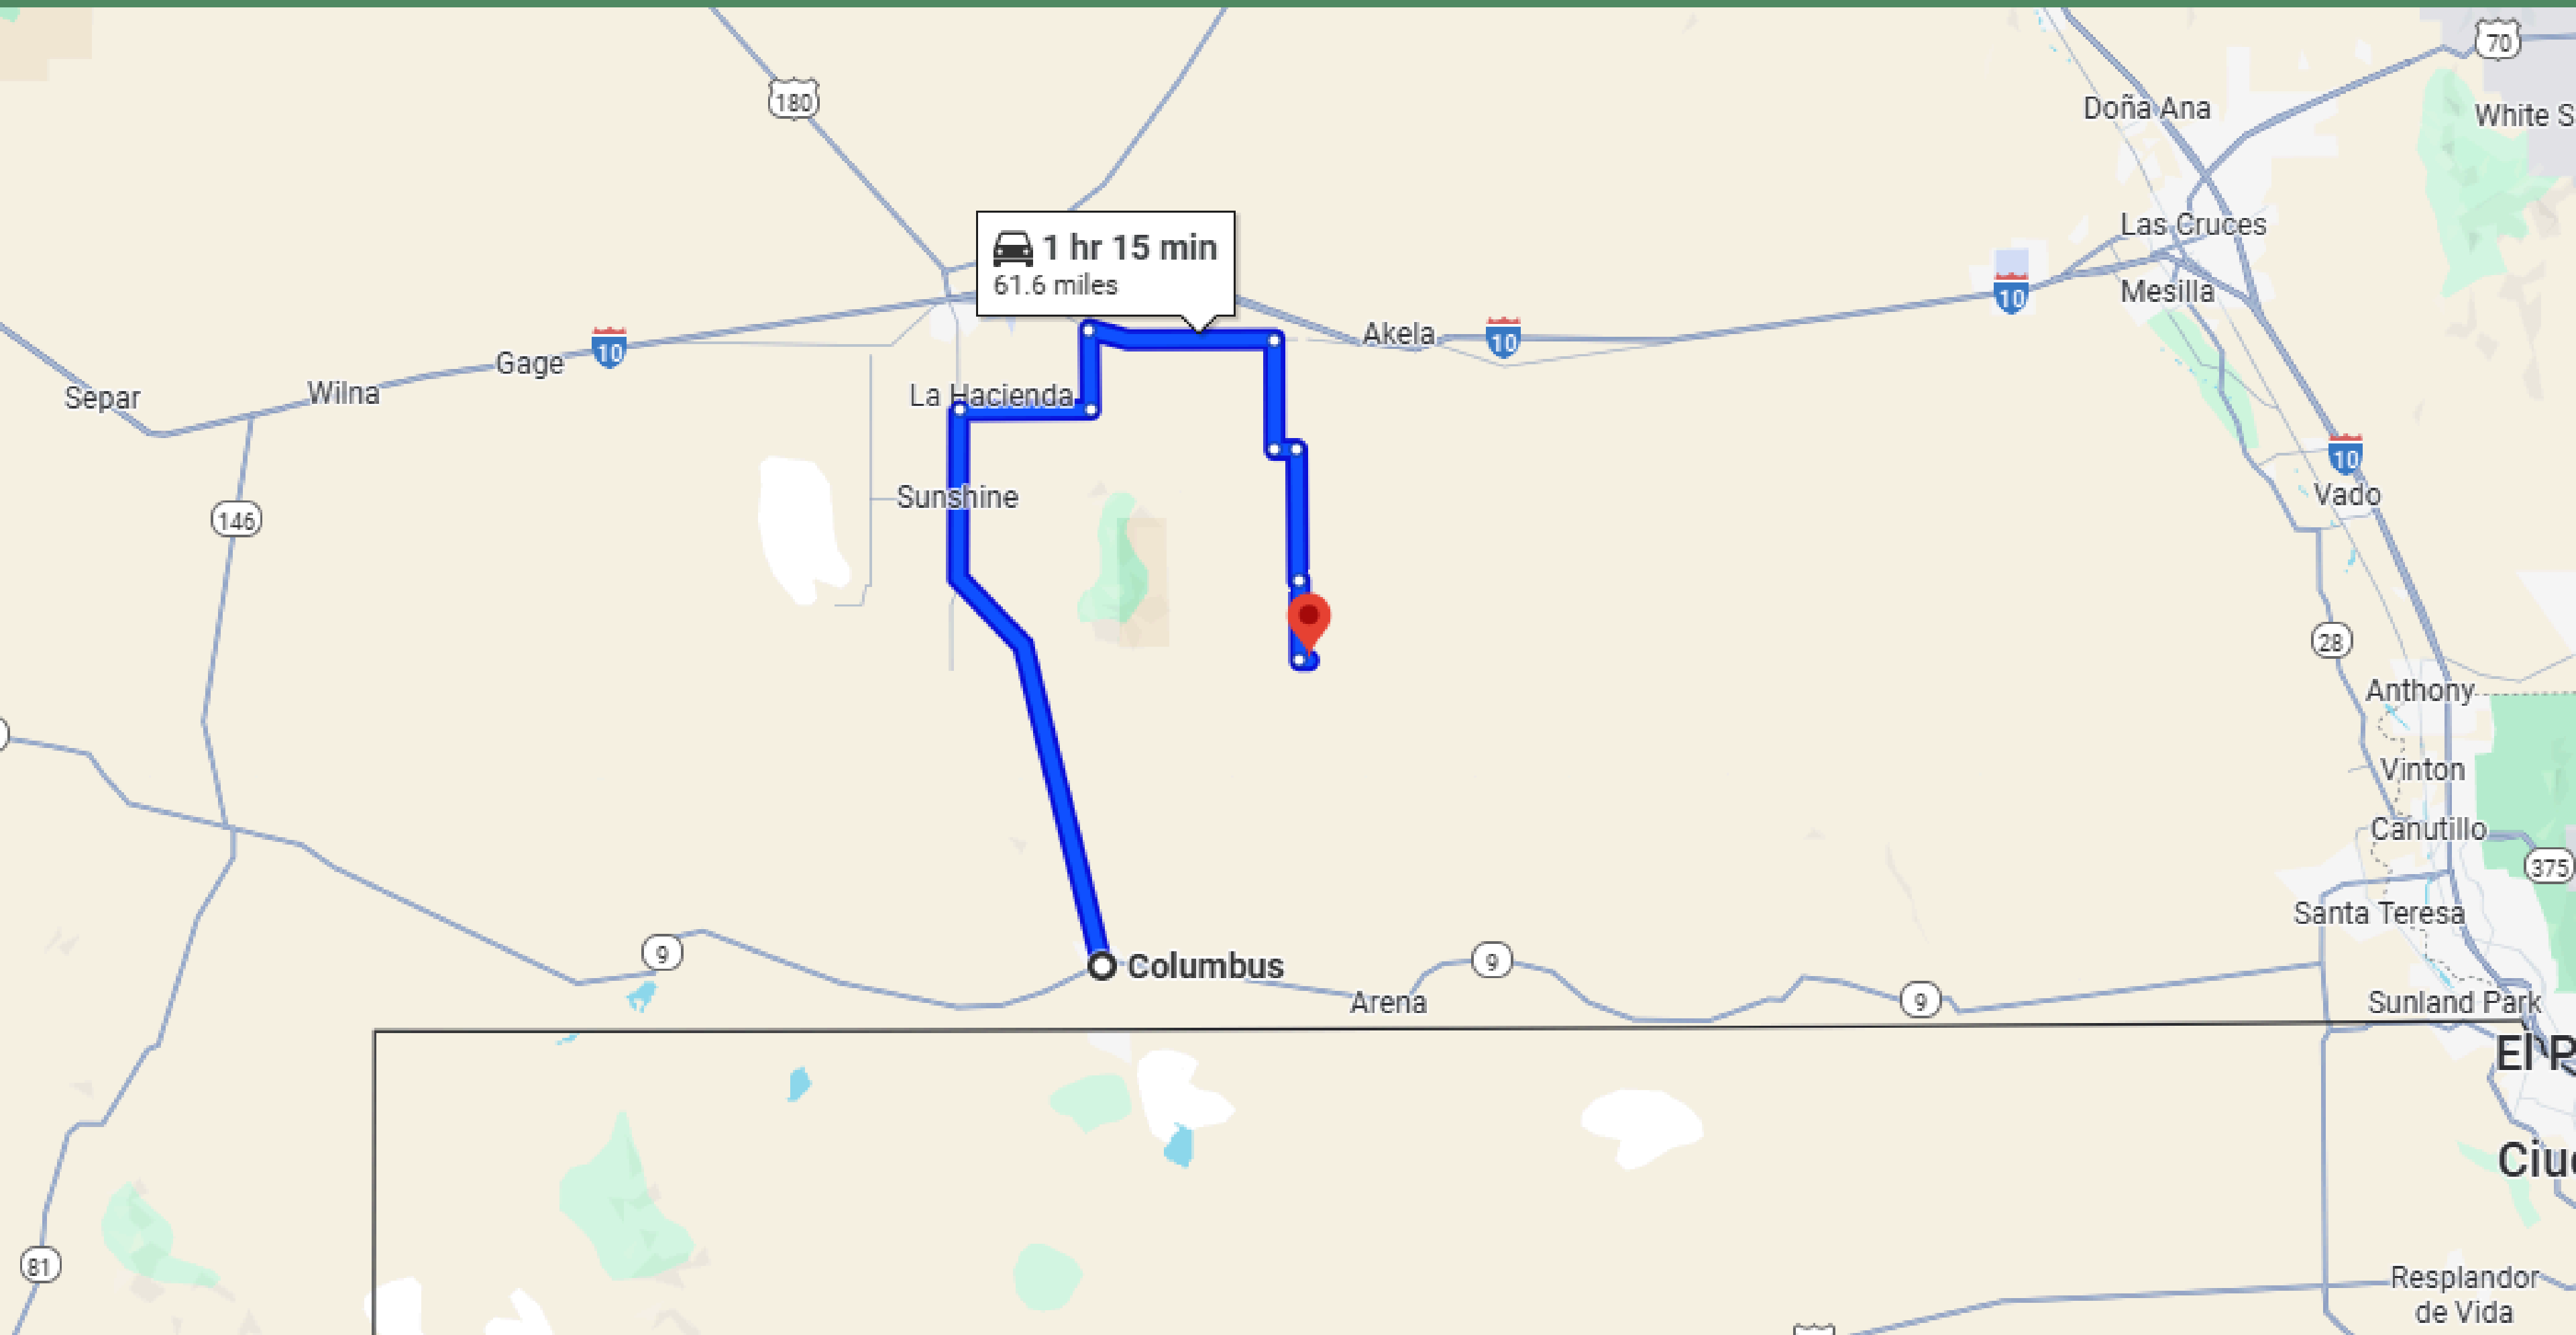 70
180
Doña Ana
White S
Las Cruces
1 hr 15 min
61.6 miles
10
Mesilla
Akela
10
10
Gage
Wilna
Separ
La Hacienda
10
Vado
Sunshine
146
28
Anthony
Vinton
Canutillo
375
Santa Teresa
9
Columbus
9
9
Arena
Sunland Park
El P
Ciu
81
Resplandor
de Vida